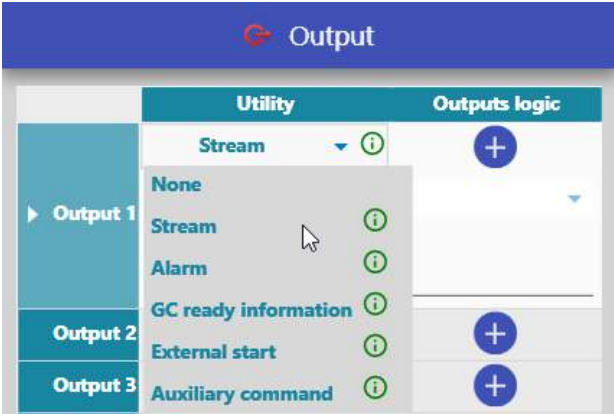 Output
Utility Outputs logic
Stream
None
Output 1
Stream
Alarm
GC ready information
Output 2
External start
Output 3
Auxiliary command